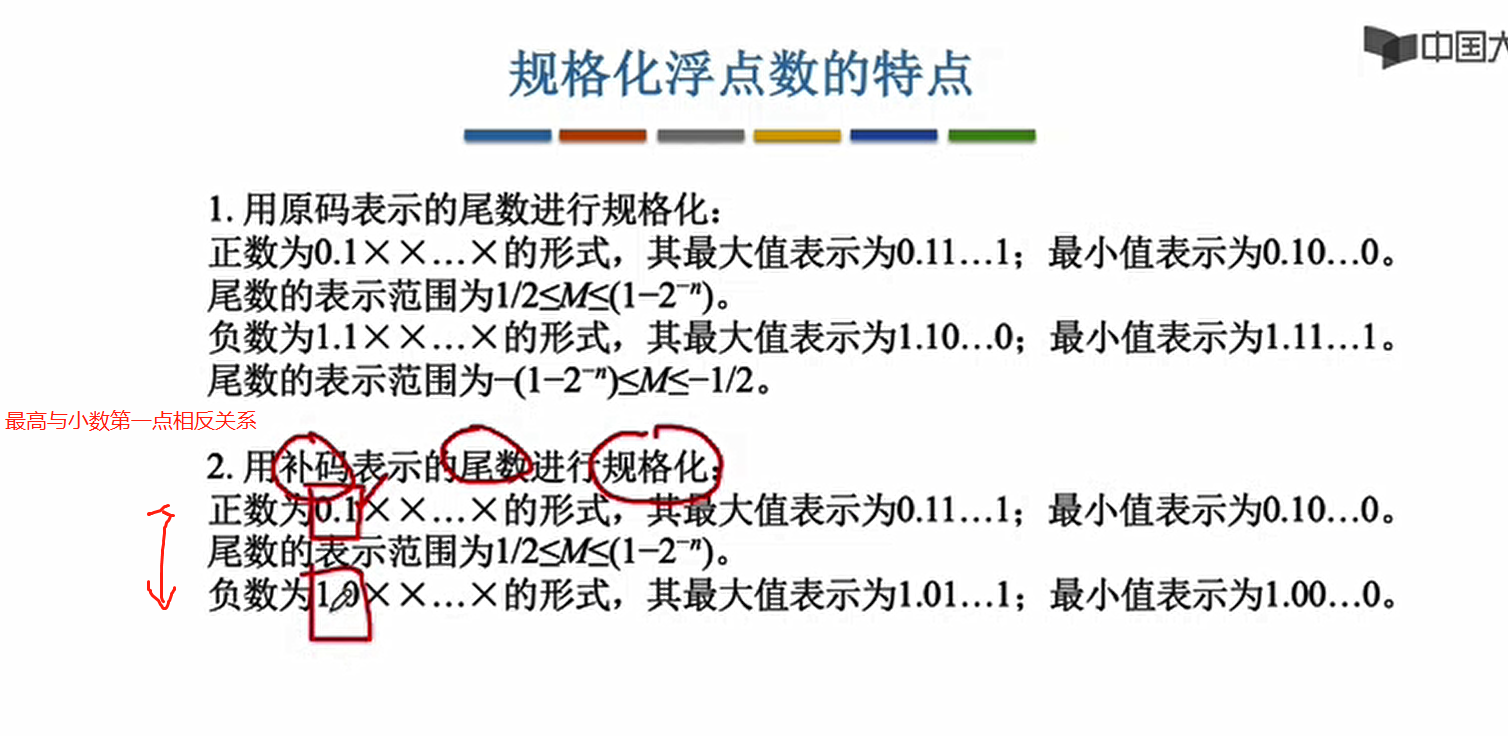 中国大
规格化浮点数的特点
1. 用原码表示的尾数进行规格化：
正数为0.1××…×的形式，其最大值表示为0.11…1；最小值表示为0.10…0。
尾数的表示范围为1/2≤M≤(1−2⁻ⁿ)。
负数为1.1××…×的形式，其最大值表示为1.10…0；最小值表示为1.11…1。
尾数的表示范围为−(1−2⁻ⁿ)≤M≤−1/2。
最高与小数第一点相反关系
2. 用补码表示的尾数进行规格化：
正数为0.1××…×的形式，其最大值表示为0.11…1；最小值表示为0.10…0。
尾数的表示范围为1/2≤M≤(1−2⁻ⁿ)。
负数为1.0××…×的形式，其最大值表示为1.01…1；最小值表示为1.00…0。